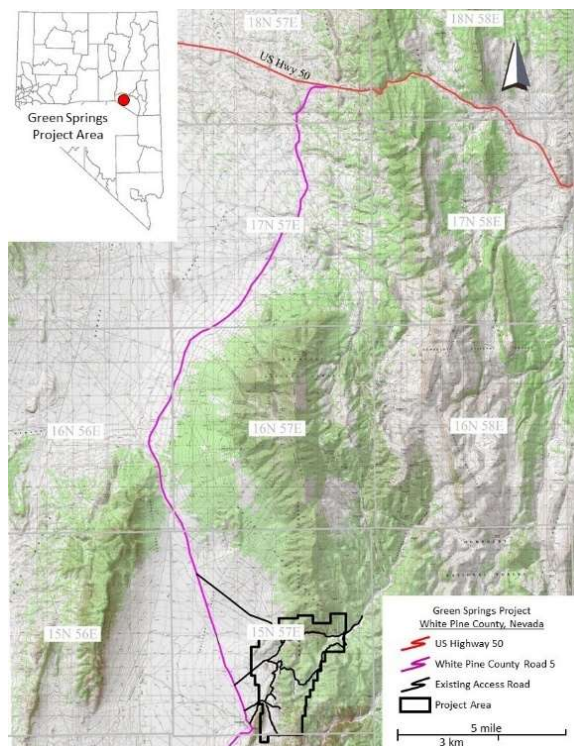 Green Springs
Project Area
18N 57E
18N 58E
US Hwy 50
17N 57E
17N 58E
16N 56E
16N 57E
16N 58E
15N 56E
15N 57E
Green Springs Project
White Pine County, Nevada
US Highway 50
White Pine County Road 5
Existing Access Road
Project Area
5 mile
3 km